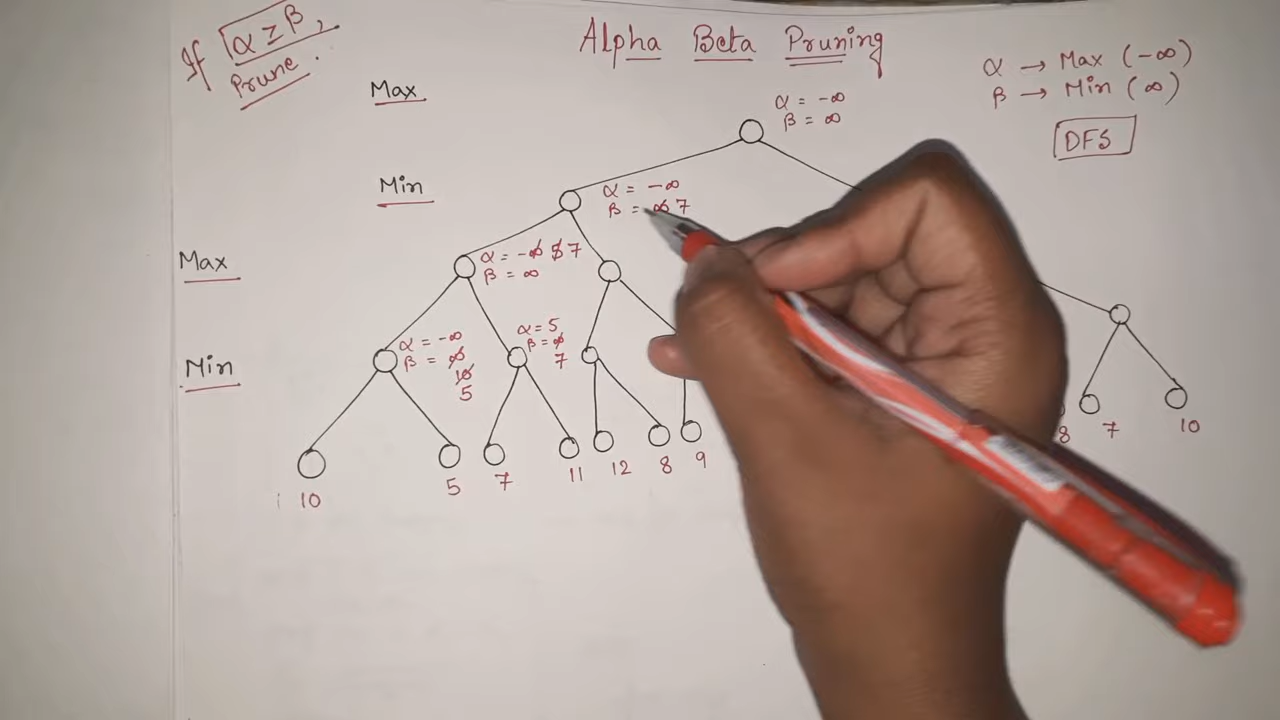 If α ≥ β,
Prune.
Alpha Beta Pruning
α → Max (-∞)
β → Min (∞)
DFS
Max
α = -∞
β = ∞
Min
α = -∞
β = ∞ 7
Max
α = -∞ 5 7
β = ∞
Min
α = -∞
β = ∞
10
5
α = 5
β = ∞
7
10 5 7 11 12 8 9 8 7 10